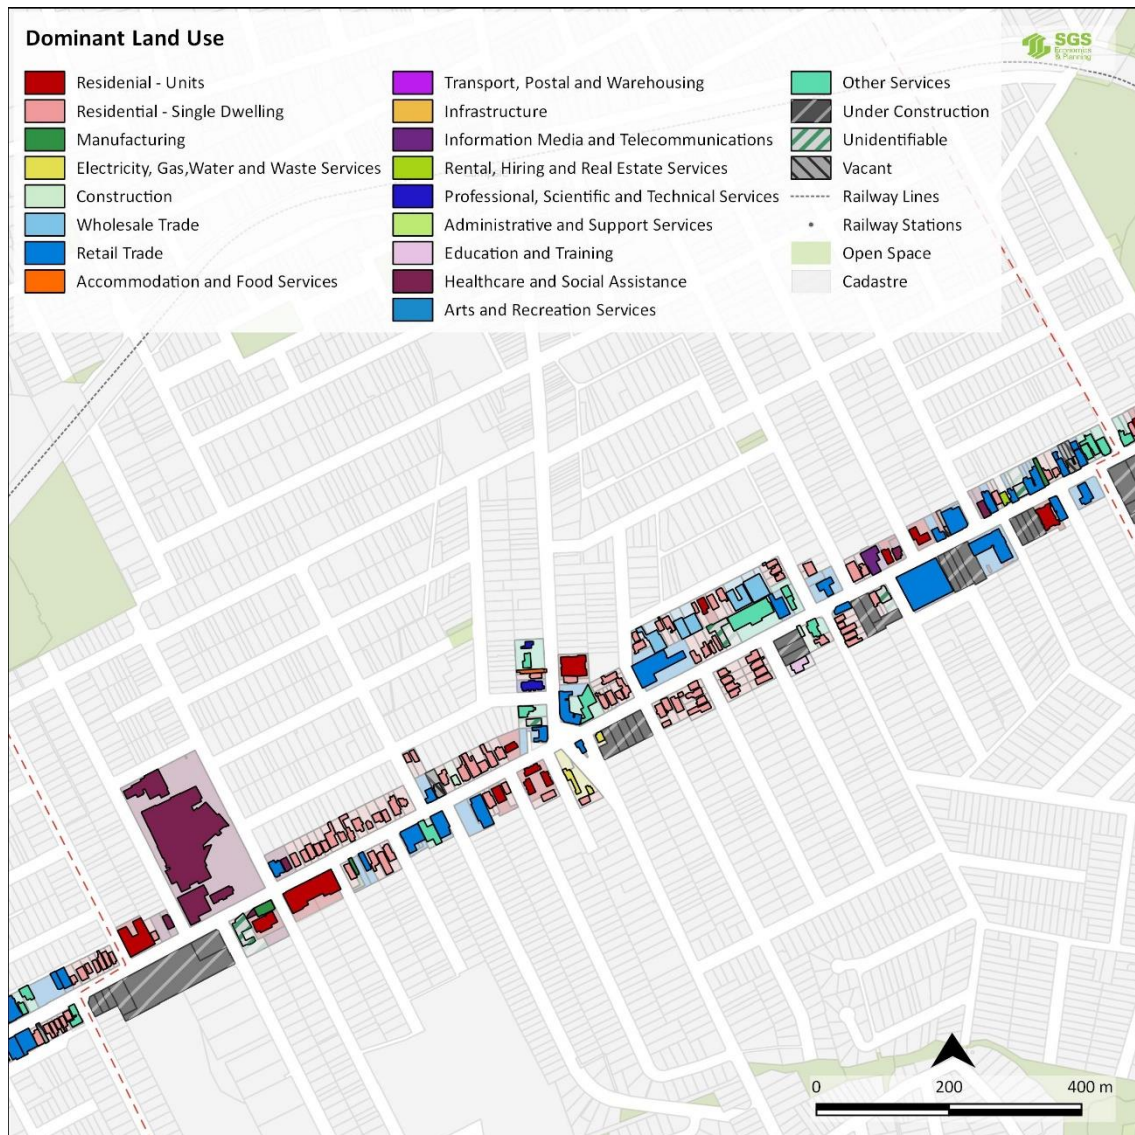 Dominant Land Use
SGS
Economics
& Planning
Residenial - Units
Residential - Single Dwelling
Manufacturing
Electricity, Gas,Water and Waste Services
Construction
Wholesale Trade
Retail Trade
Accommodation and Food Services
Transport, Postal and Warehousing
Infrastructure
Information Media and Telecommunications
Rental, Hiring and Real Estate Services
Professional, Scientific and Technical Services
Administrative and Support Services
Education and Training
Healthcare and Social Assistance
Arts and Recreation Services
Other Services
Under Construction
Unidentifiable
Vacant
Railway Lines
Railway Stations
Open Space
Cadastre
0 200 400 m